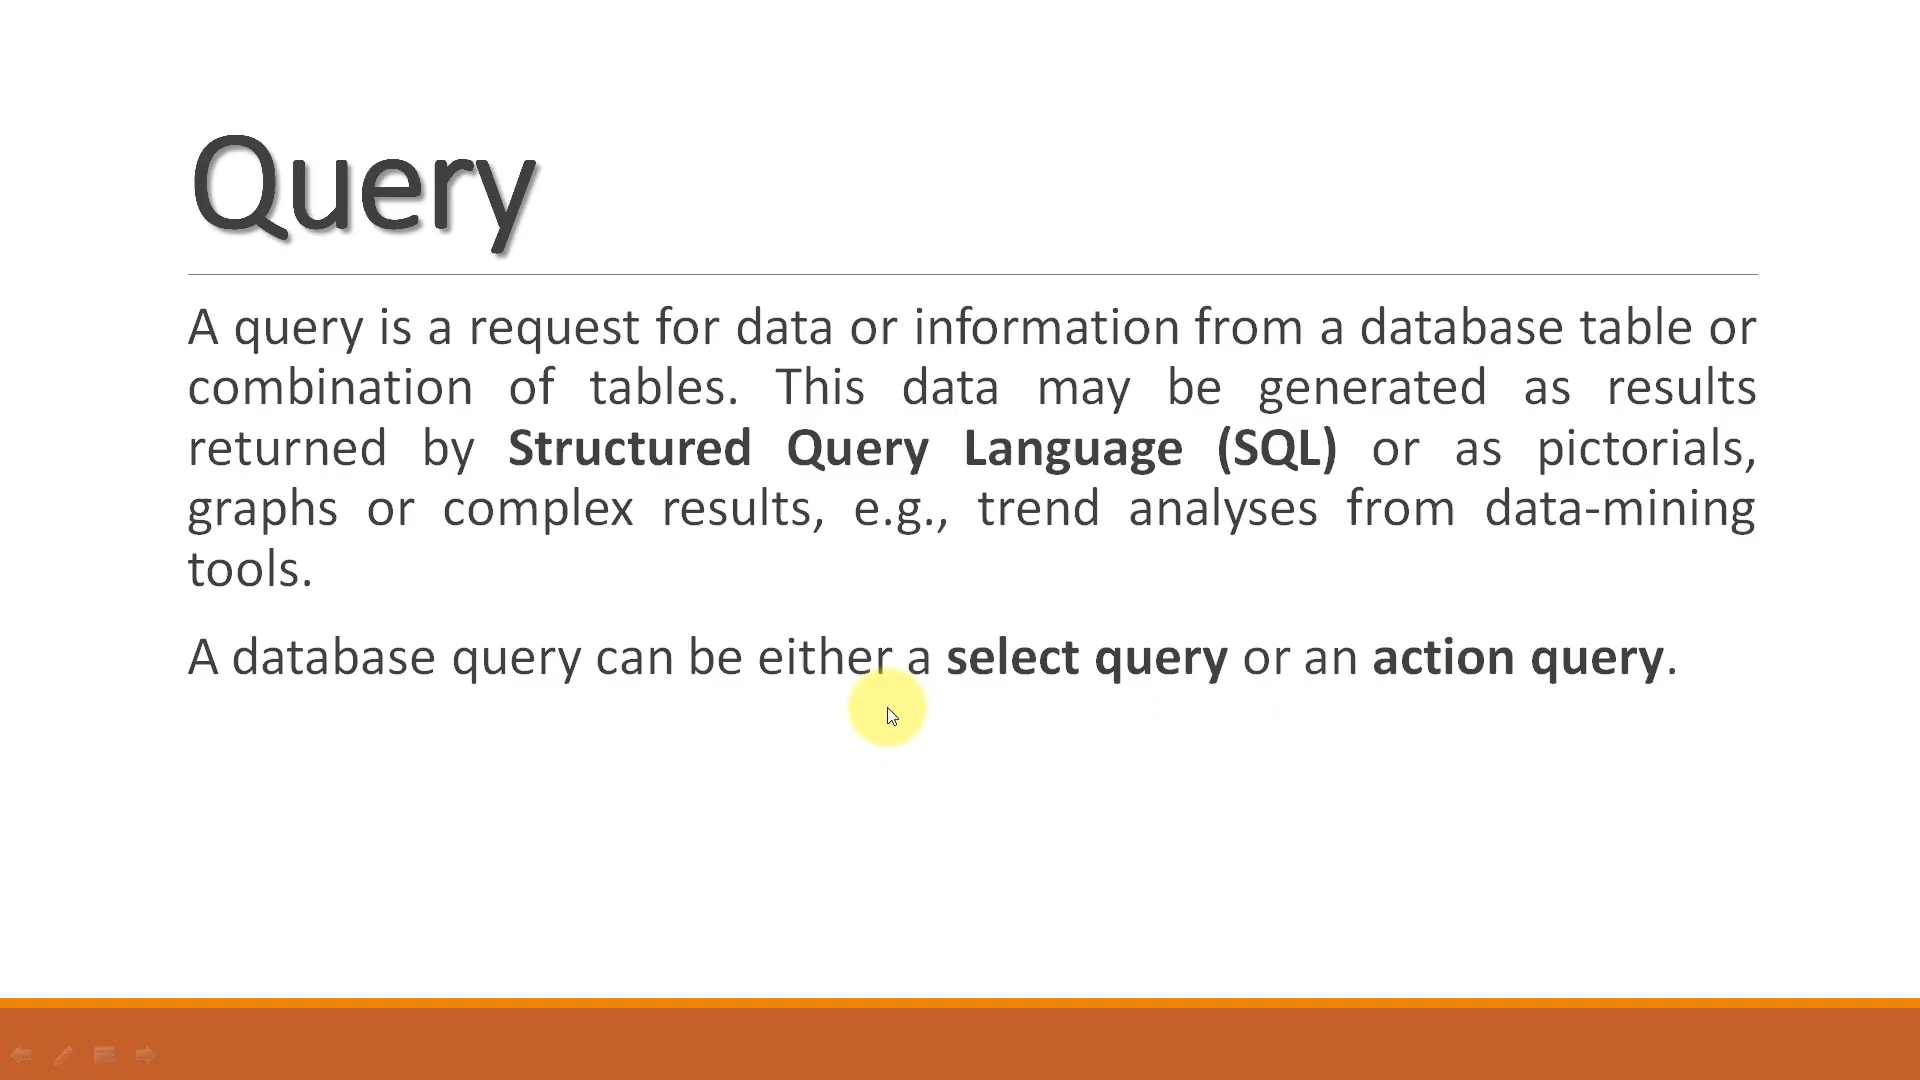 Query
A query is a request for data or information from a database table or
combination of tables. This data may be generated as results
returned by Structured Query Language (SQL) or as pictorials,
graphs or complex results, e.g., trend analyses from data-mining
tools.
A database query can be either a select query or an action query.